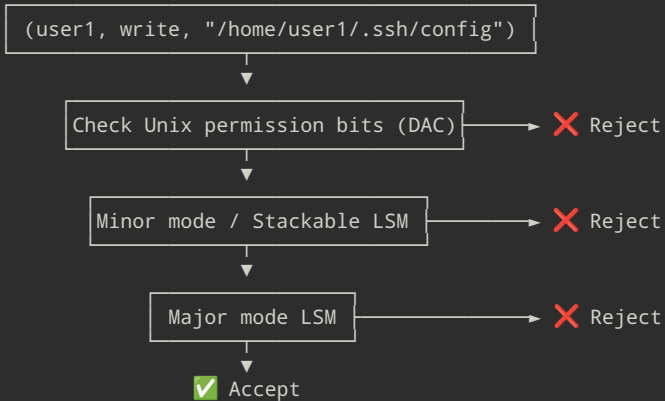 (user1, write, "/home/user1/.ssh/config")
Check Unix permission bits (DAC) ❌ Reject
Minor mode / Stackable LSM ❌ Reject
Major mode LSM ❌ Reject
✅ Accept